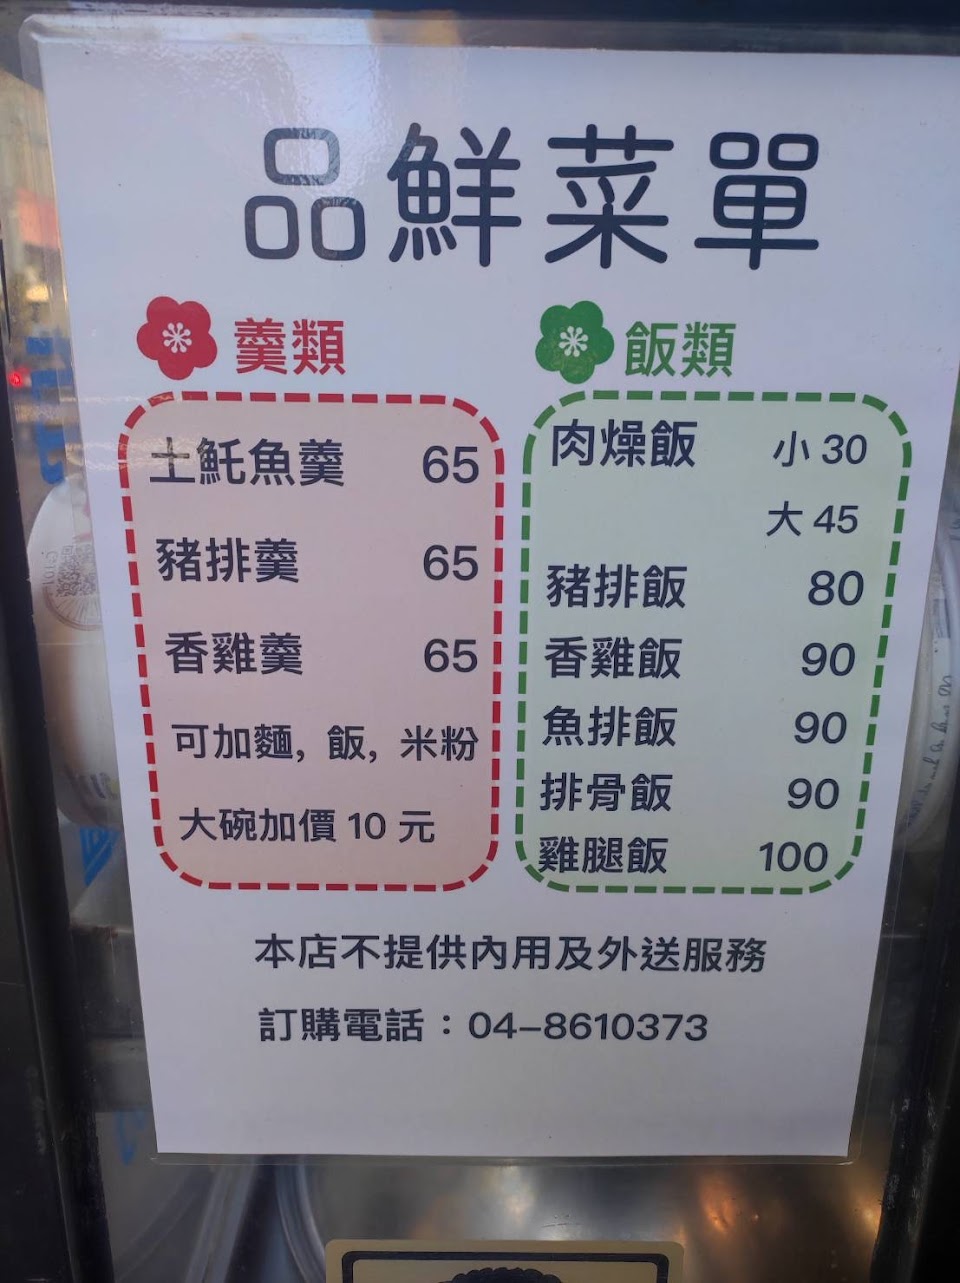 品鮮菜單
羹類
土魠魚羹 65
豬排羹 65
香雞羹 65
可加麵, 飯, 米粉
大碗加價 10 元
飯類
肉燥飯 小 30
大 45
豬排飯 80
香雞飯 90
魚排飯 90
排骨飯 90
雞腿飯 100
本店不提供內用及外送服務
訂購電話：04–8610373